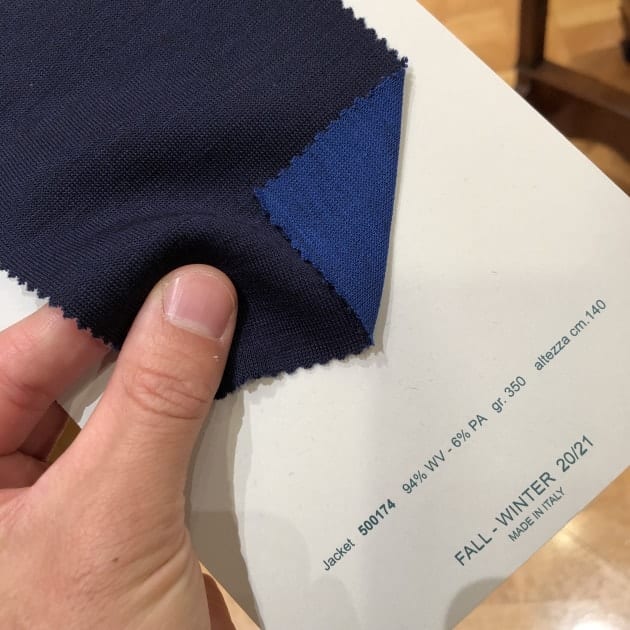 Jacket 500174 94% WV - 6% PA gr. 350 altezza cm.140
FALL - WINTER 20/21
MADE IN ITALY